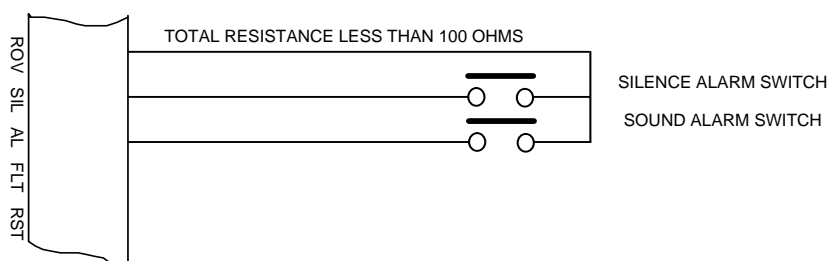 TOTAL RESISTANCE LESS THAN 100 OHMS
SILENCE ALARM SWITCH
SOUND ALARM SWITCH
ROV SIL AL FLT RST